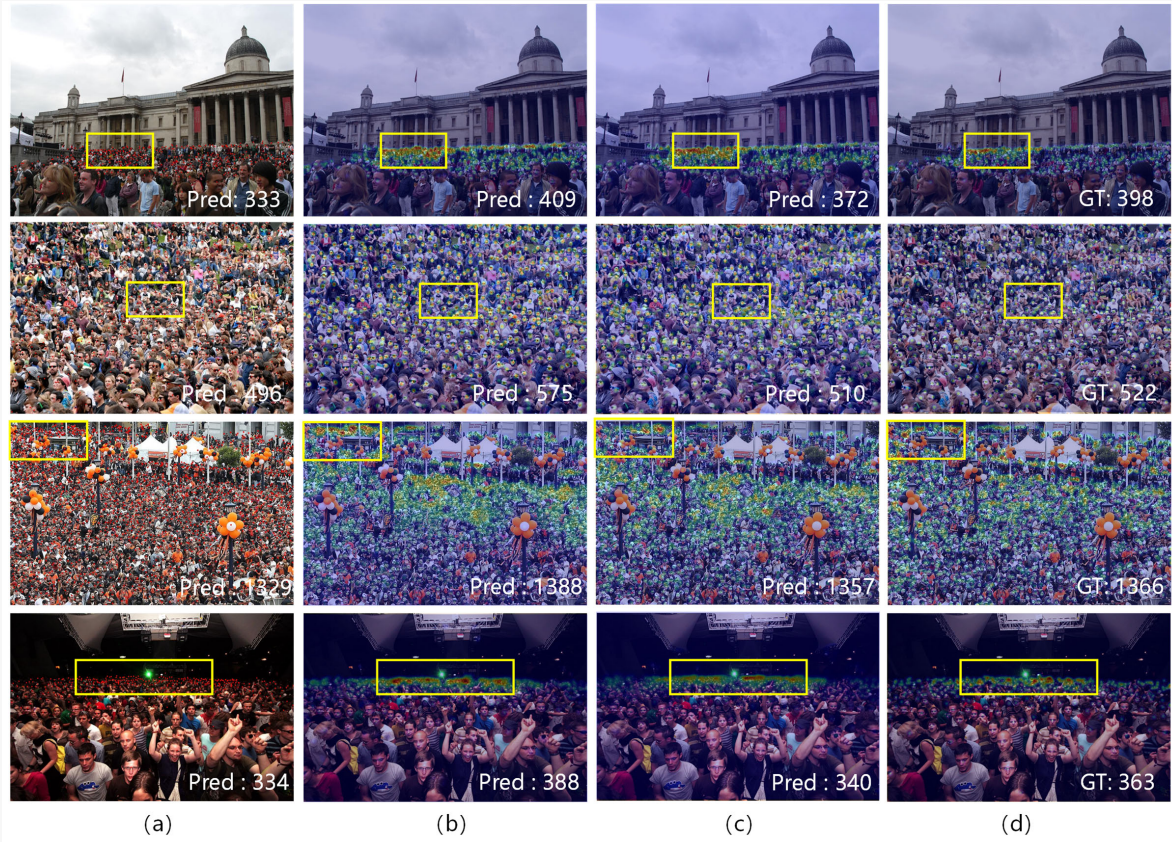 Pred: 333
Pred : 409
Pred : 372
GT: 398
Pred : 496
Pred : 575
Pred : 510
GT: 522
Pred : 1329
Pred : 1388
Pred : 1357
GT: 1366
Pred : 334
Pred : 388
Pred : 340
GT: 363
(a)
(b)
(c)
(d)